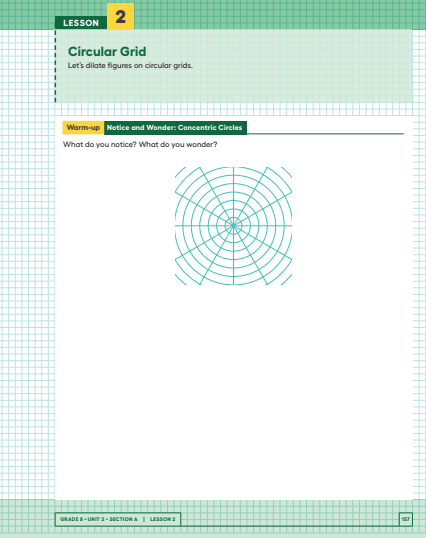 LESSON 2
Circular Grid
Let's dilate figures on circular grids.
Warm-up Notice and Wonder: Concentric Circles
What do you notice? What do you wonder?
GRADE 8 • UNIT 2 • SECTION A | LESSON 2
157